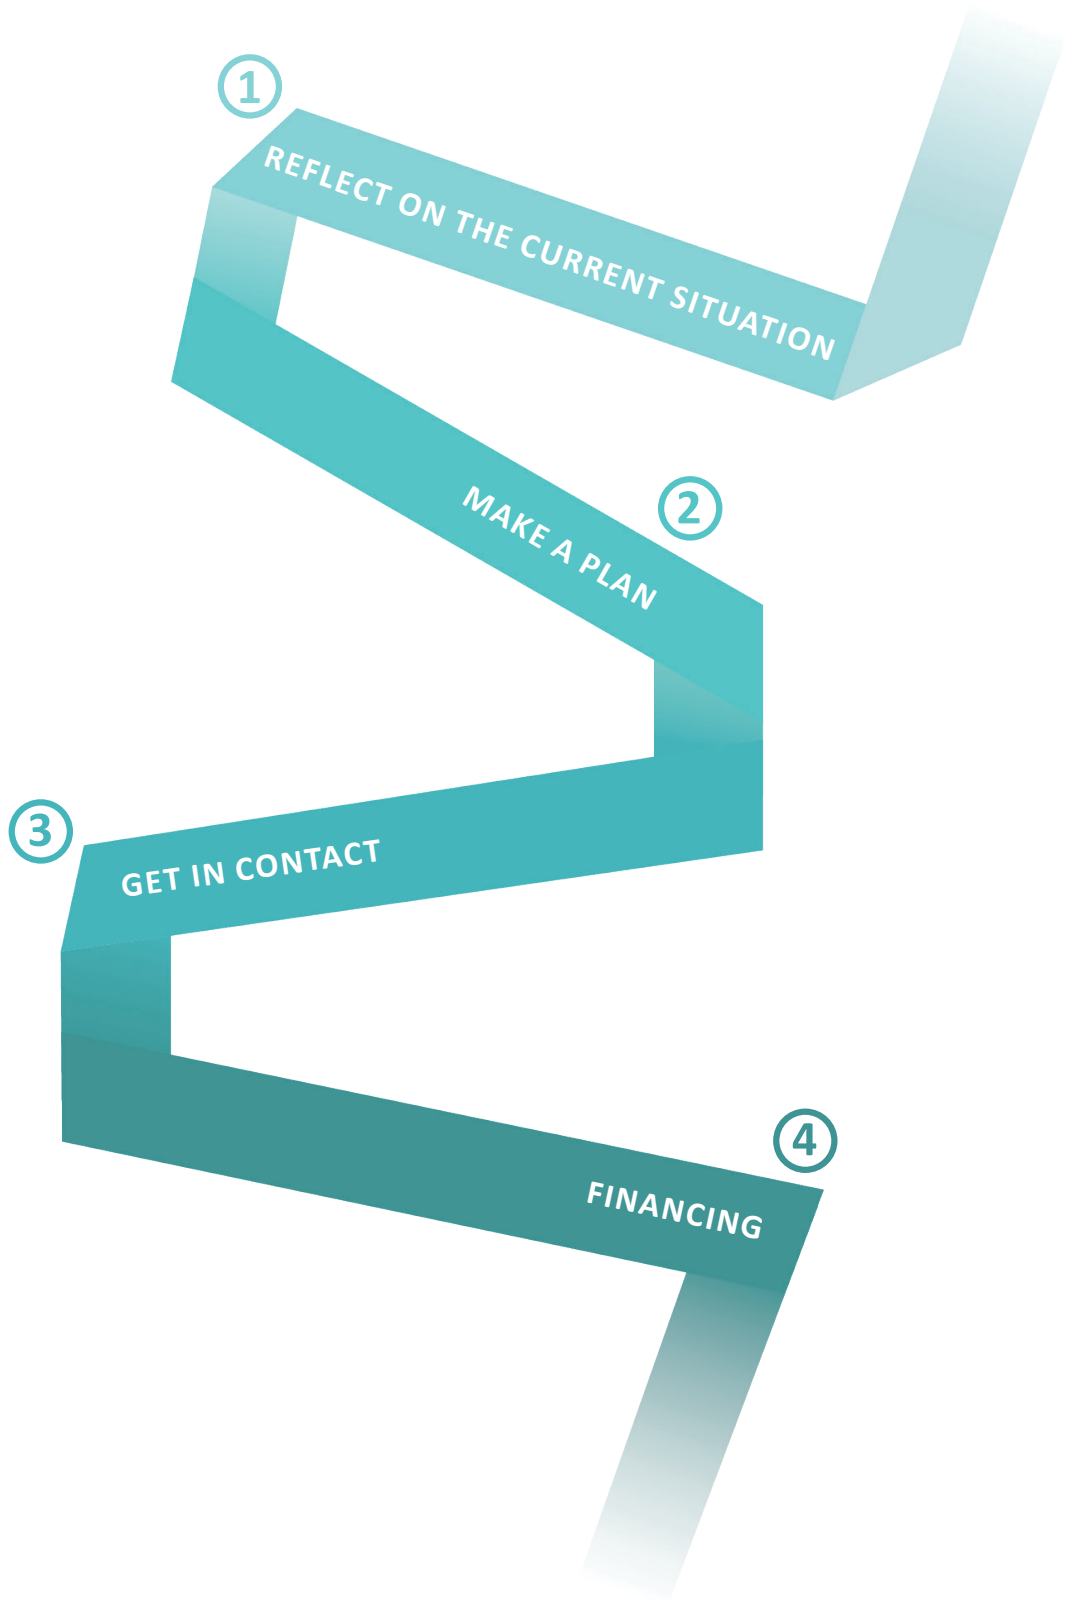 1
REFLECT ON THE CURRENT SITUATION
2
MAKE A PLAN
3
GET IN CONTACT
4
FINANCING